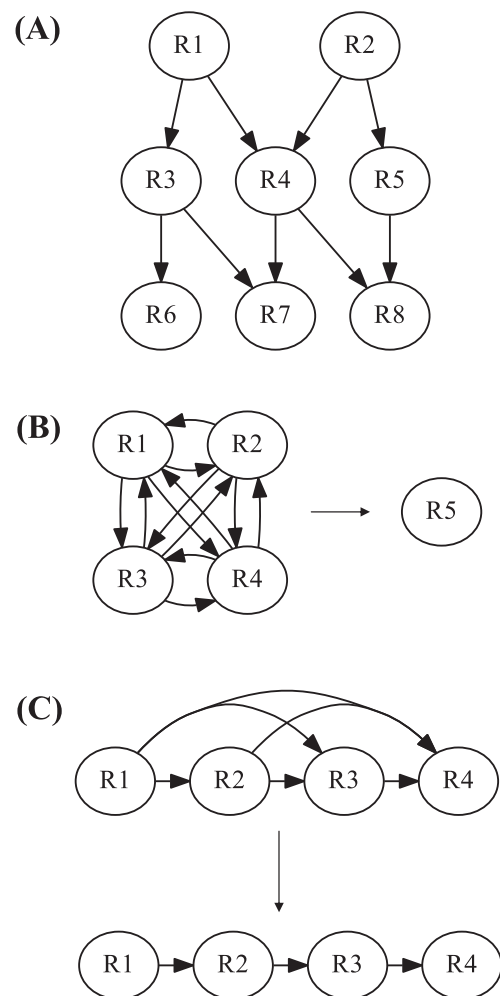 (A)
R1 R2
R3 R4 R5
R6 R7 R8
(B)
R1 R2
R5
R3 R4
(C)
R1 R2 R3 R4
R1 R2 R3 R4